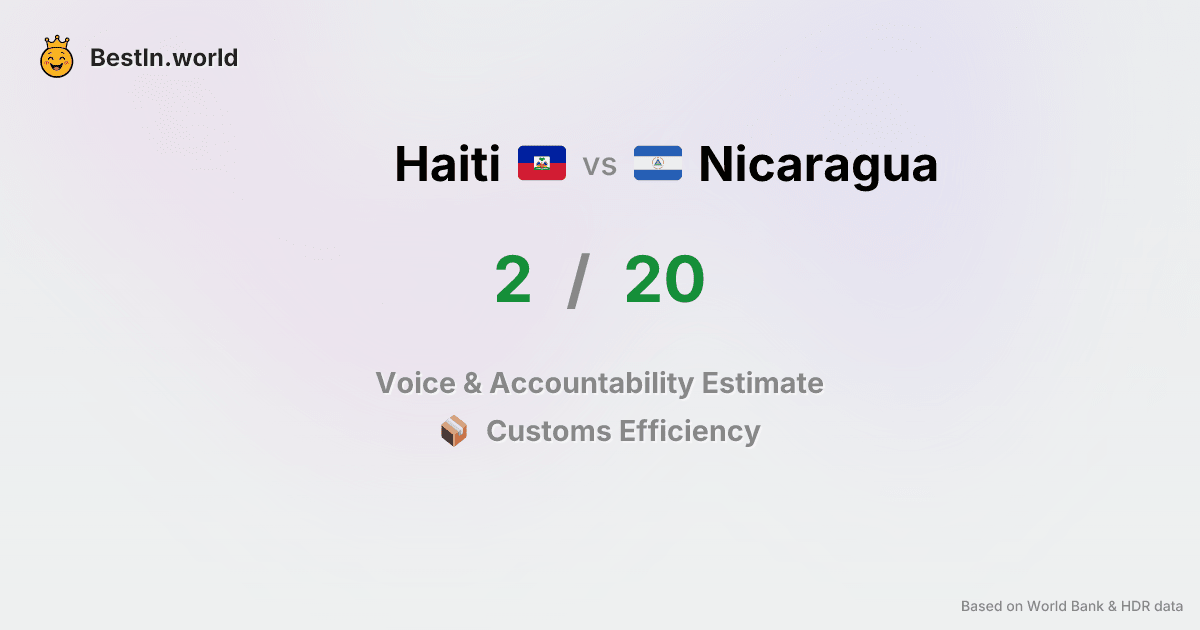 BestIn.world
Haiti vs Nicaragua
2 / 20
Voice & Accountability Estimate
Customs Efficiency
Based on World Bank & HDR data